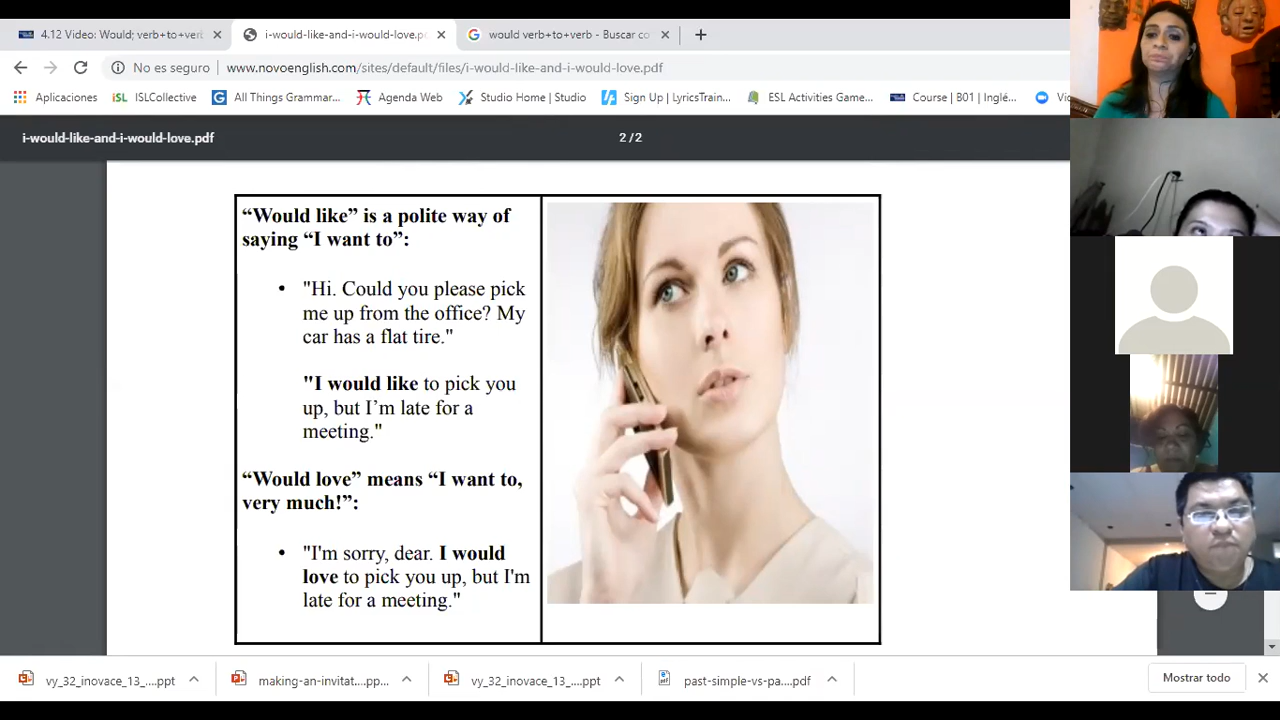 4.12 Video: Would; verb+to+verb
i-would-like-and-i-would-love.pd
would verb+to+verb - Buscar co
No es seguro
www.novoenglish.com/sites/default/files/i-would-like-and-i-would-love.pdf
Aplicaciones
iSL ISLCollective
All Things Grammar...
Agenda Web
Studio Home | Studio
Sign Up | LyricsTrain...
ESL Activities Game...
Course | B01 | Inglé...
i-would-like-and-i-would-love.pdf
2 / 2
“Would like” is a polite way of
saying “I want to”:
• "Hi. Could you please pick
me up from the office? My
car has a flat tire."
"I would like to pick you
up, but I’m late for a
meeting."
“Would love” means “I want to,
very much!”:
• "I'm sorry, dear. I would
love to pick you up, but I'm
late for a meeting."
vy_32_inovace_13_....ppt
making-an-invitat....pp...
vy_32_inovace_13_....ppt
past-simple-vs-pa....pdf
Mostrar todo